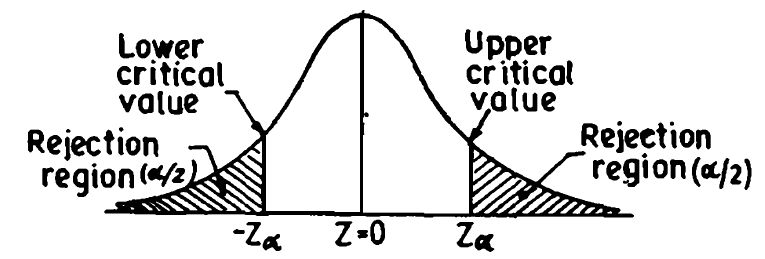 Lower
critical
value
Upper
critical
value
Rejection
region (α/2)
Rejection
region (α/2)
-Zα
Z=0
Zα